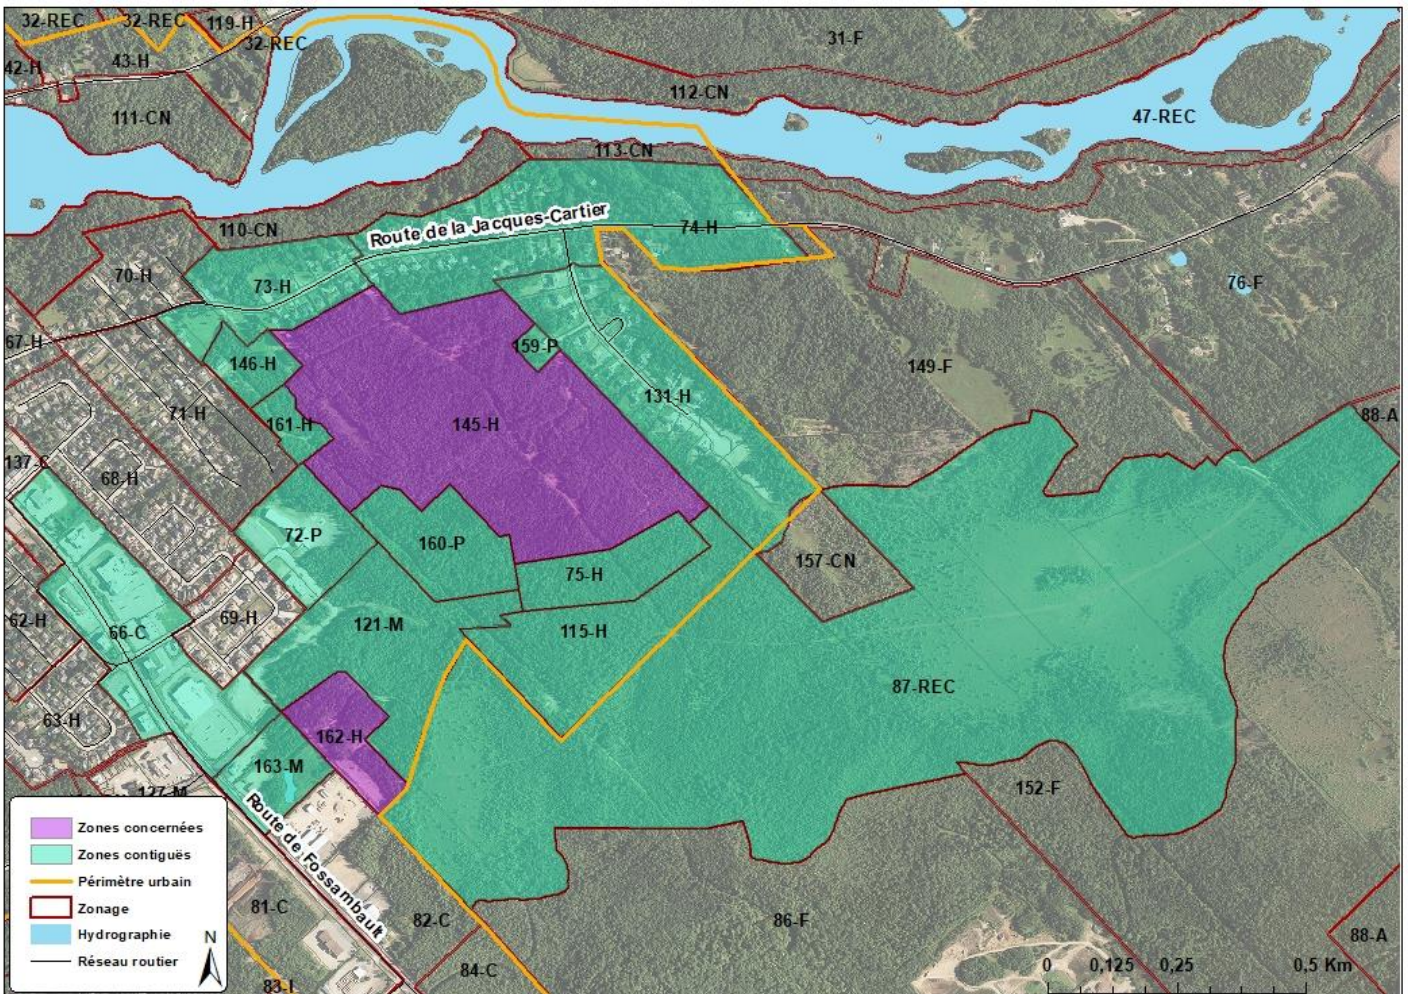 32-REC
32-REC
119-H
32-REC
31-F
43-H
42-H
112-CN
111-CN
47-REC
113-CN
Route de la Jacques-Cartier
110-CN
74-H
70-H
73-H
76-F
67-H
159-P
146-H
149-F
131-H
71-H
161-H
145-H
88-A
137-C
68-H
72-P
160-P
157-CN
75-H
62-H
69-H
66-C
121-M
115-H
87-REC
63-H
162-H
163-M
152-F
127-M
Route de Fossambault
81-C
82-C
86-F
88-A
84-C
83-I
Zones concernées
Zones contiguës
Périmètre urbain
Zonage
Hydrographie
Réseau routier
N
0 0,125 0,25 0,5 Km